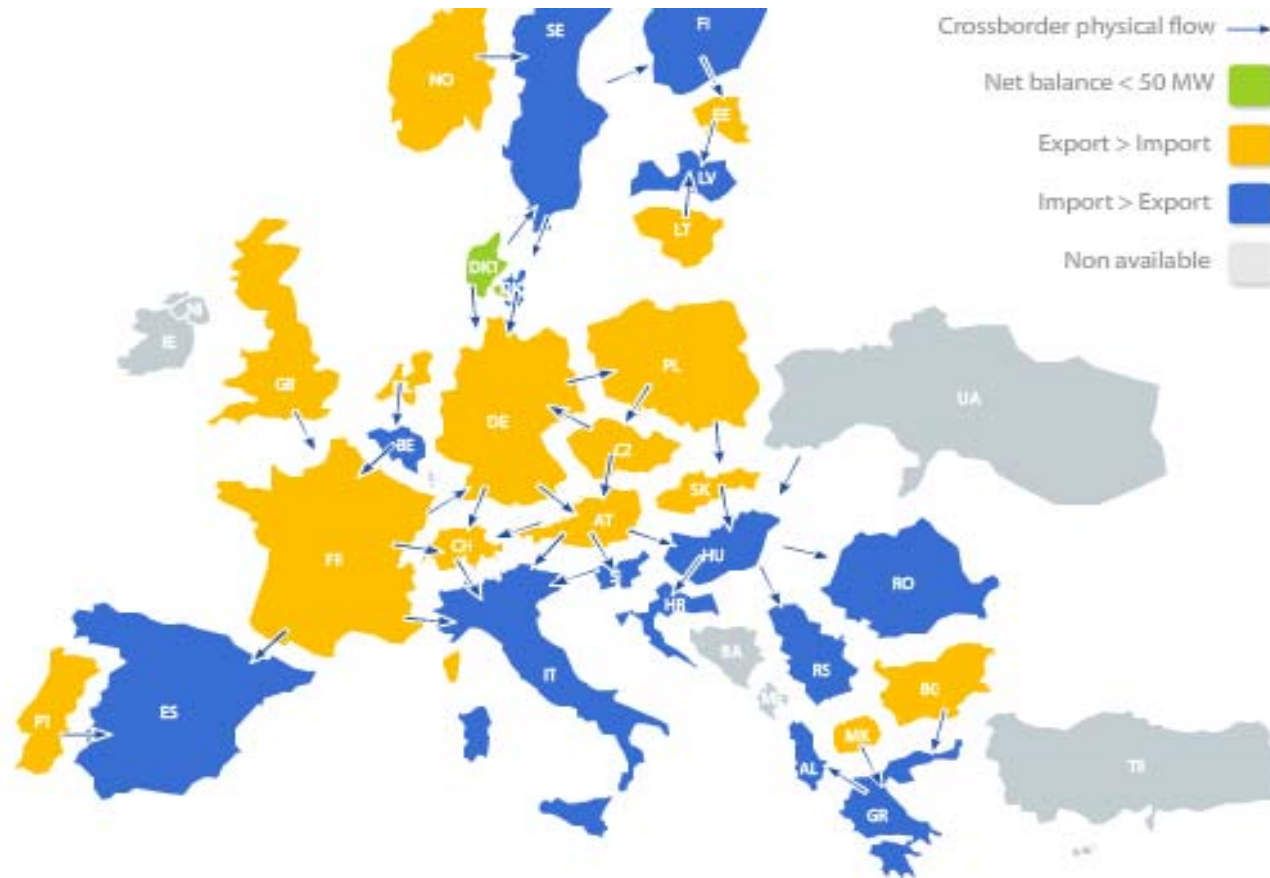 SE
FI
Crossborder physical flow
NO
Net balance < 50 MW
EE
Export > Import
LV
Import > Export
LT
DK1
Non available
IE
GB
PL
UA
DE
BE
CZ
SK
AT
CH
FR
HU
RO
HR
BA
RS
IT
BG
ES
PT
MK
AL
GR